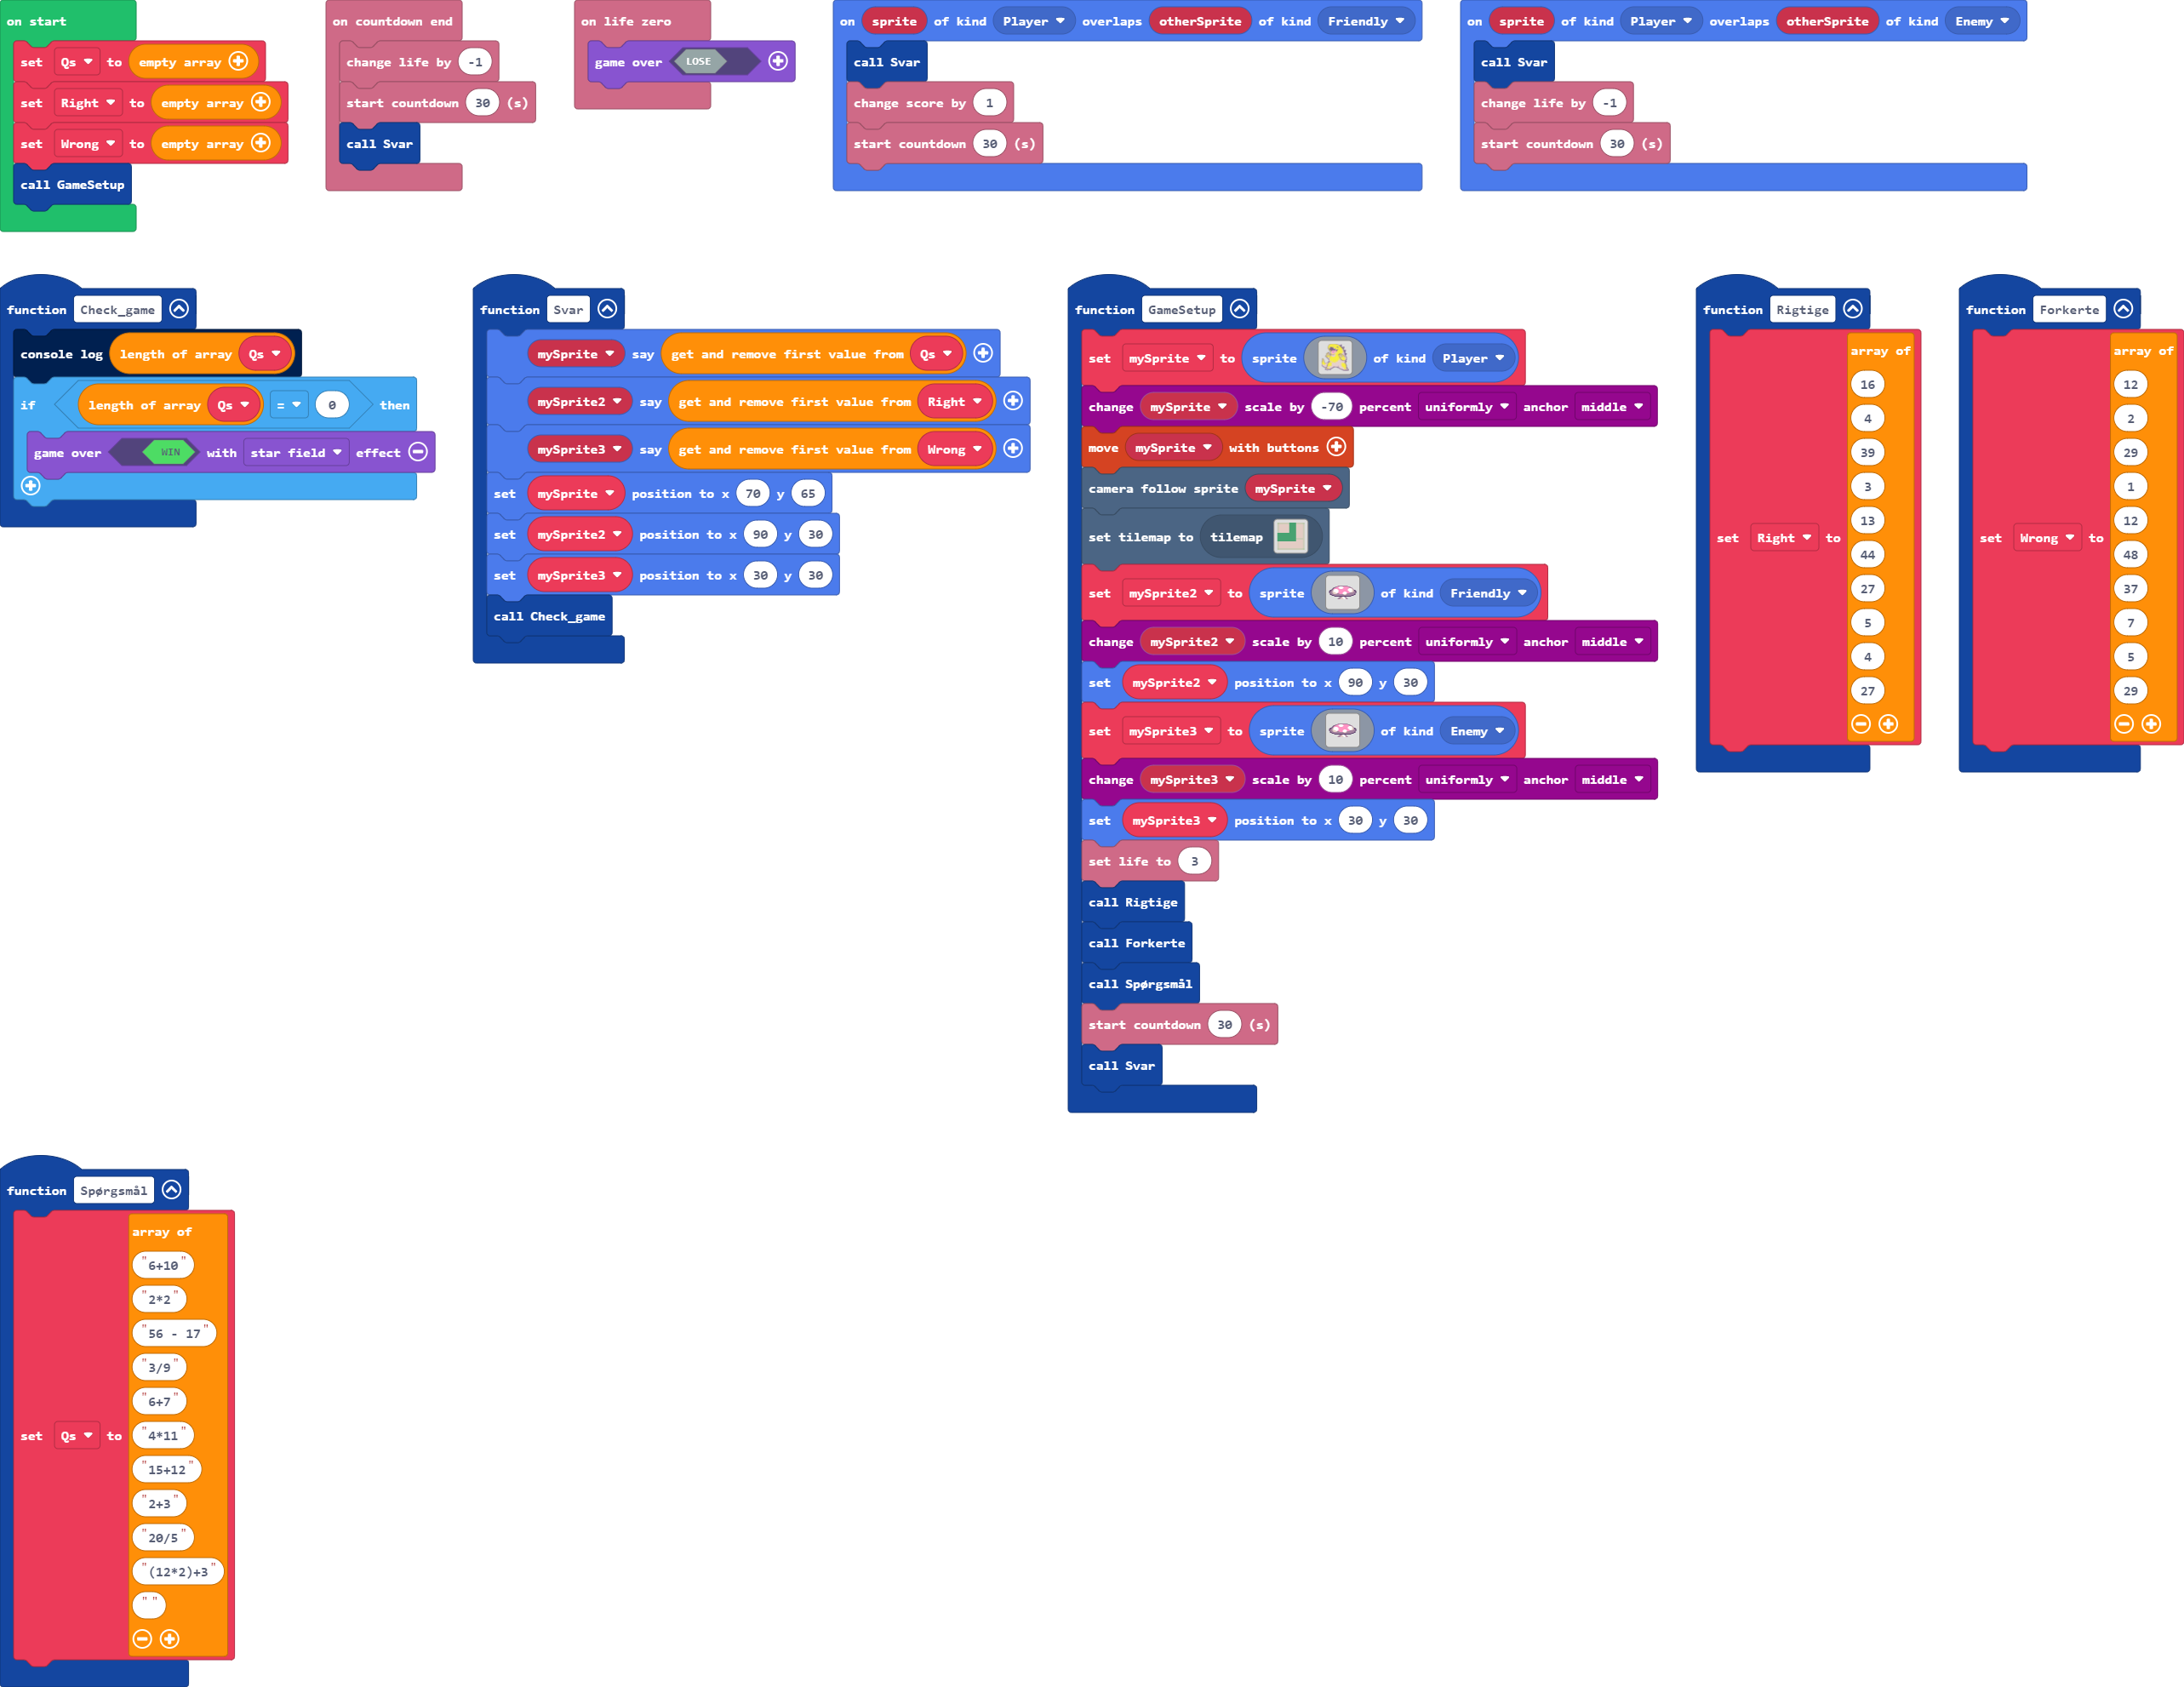 on start
set Qs to empty array
set Right to empty array
set Wrong to empty array
call GameSetup
on countdown end
change life by -1
start countdown 30 (s)
call Svar
on life zero
game over LOSE
on sprite of kind Player overlaps otherSprite of kind Friendly
call Svar
change score by 1
start countdown 30 (s)
on sprite of kind Player overlaps otherSprite of kind Enemy
call Svar
change life by -1
start countdown 30 (s)
function Check_game
console log length of array Qs
if length of array Qs = 0 then
game over WIN with star field effect
function Svar
mySprite say get and remove first value from Qs
mySprite2 say get and remove first value from Right
mySprite3 say get and remove first value from Wrong
set mySprite position to x 70 y 65
set mySprite2 position to x 90 y 30
set mySprite3 position to x 30 y 30
call Check_game
function GameSetup
set mySprite to sprite of kind Player
change mySprite scale by -70 percent uniformly anchor middle
move mySprite with buttons
camera follow sprite mySprite
set tilemap to tilemap
set mySprite2 to sprite of kind Friendly
change mySprite2 scale by 10 percent uniformly anchor middle
set mySprite2 position to x 90 y 30
set mySprite3 to sprite of kind Enemy
change mySprite3 scale by 10 percent uniformly anchor middle
set mySprite3 position to x 30 y 30
set life to 3
call Rigtige
call Forkerte
call Spørgsmål
start countdown 30 (s)
call Svar
function Rigtige
set Right to array of
16
4
39
3
13
44
27
5
4
27
function Forkerte
set Wrong to array of
12
2
29
1
12
48
37
7
5
29
function Spørgsmål
set Qs to array of
"6+10"
"2*2"
"56 - 17"
"3/9"
"6+7"
"4*11"
"15+12"
"2+3"
"20/5"
"(12*2)+3"
" "